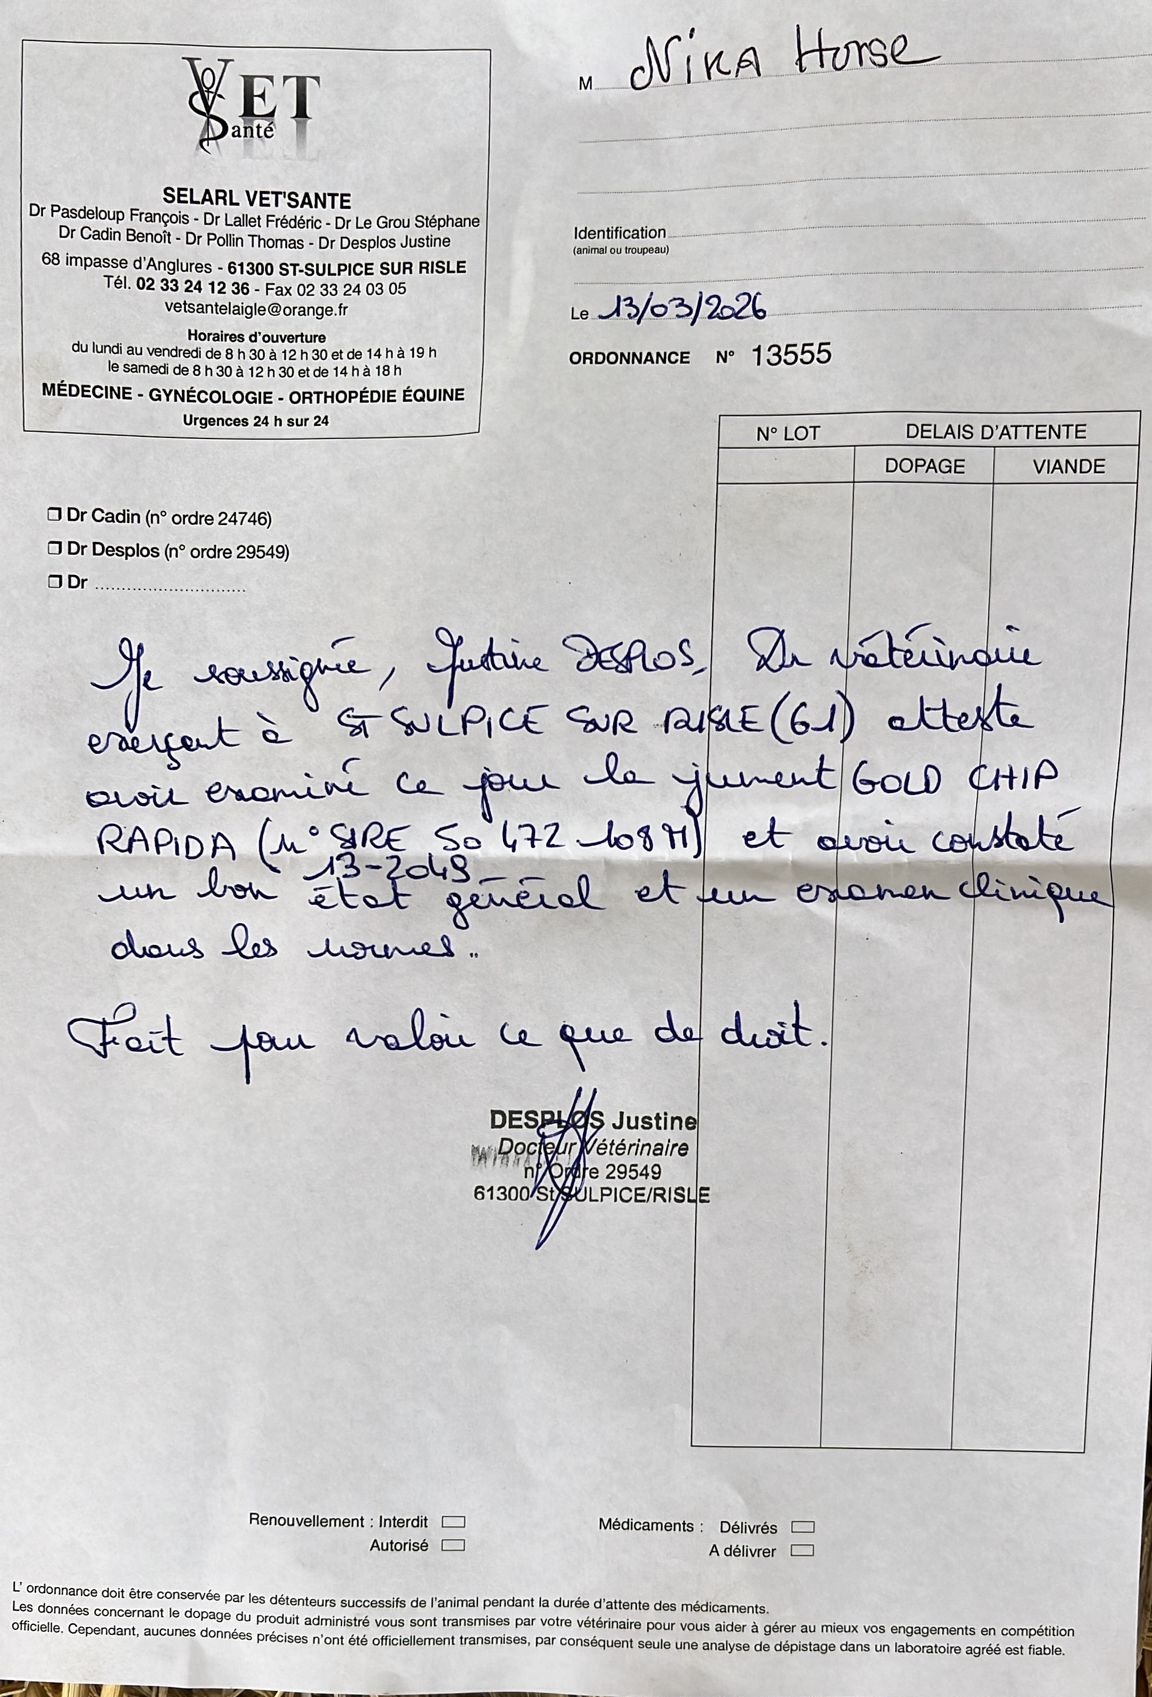 VET
Santé
SELARL VET'SANTE
Dr Pasdeloup François - Dr Lallet Frédéric - Dr Le Grou Stéphane
Dr Cadin Benoît - Dr Pollin Thomas - Dr Desplos Justine
68 impasse d'Anglures - 61300 ST-SULPICE SUR RISLE
Tél. 02 33 24 12 36 - Fax 02 33 24 03 05
vetsantelaigle@orange.fr
Horaires d'ouverture
du lundi au vendredi de 8 h 30 à 12 h 30 et de 14 h à 19 h
le samedi de 8 h 30 à 12 h 30 et de 14 h à 18 h
MÉDECINE - GYNÉCOLOGIE - ORTHOPÉDIE ÉQUINE
Urgences 24 h sur 24
M Nika Horse
Identification
(animal ou troupeau)
Le 13/03/2026
ORDONNANCE N° 13555
N° LOT DELAIS D'ATTENTE
DOPAGE VIANDE
Dr Cadin (n° ordre 24746)
Dr Desplos (n° ordre 29549)
Dr
Je soussignée, Justine DESPLOS, Dr vétérinaire
exerçant à ST SULPICE SUR RISLE (61) atteste
avoir examiné ce jour la jument GOLD CHIP
RAPIDA (n° SIRE 50 472 108 M) et avoir constaté
13-2049
un bon état général et un examen clinique
dans les normes.
Fait pour valoir ce que de droit.
DESPLOS Justine
Docteur Vétérinaire
n° Ordre 29549
61300 St SULPICE/RISLE
Renouvellement : Interdit
Autorisé
Médicaments : Délivrés
A délivrer
L'ordonnance doit être conservée par les détenteurs successifs de l'animal pendant la durée d'attente des médicaments.
Les données concernant le dopage du produit administré vous sont transmises par votre vétérinaire pour vous aider à gérer au mieux vos engagements en compétition
officielle. Cependant, aucunes données précises n'ont été officiellement transmises, par conséquent seule une analyse de dépistage dans un laboratoire agréé est fiable.